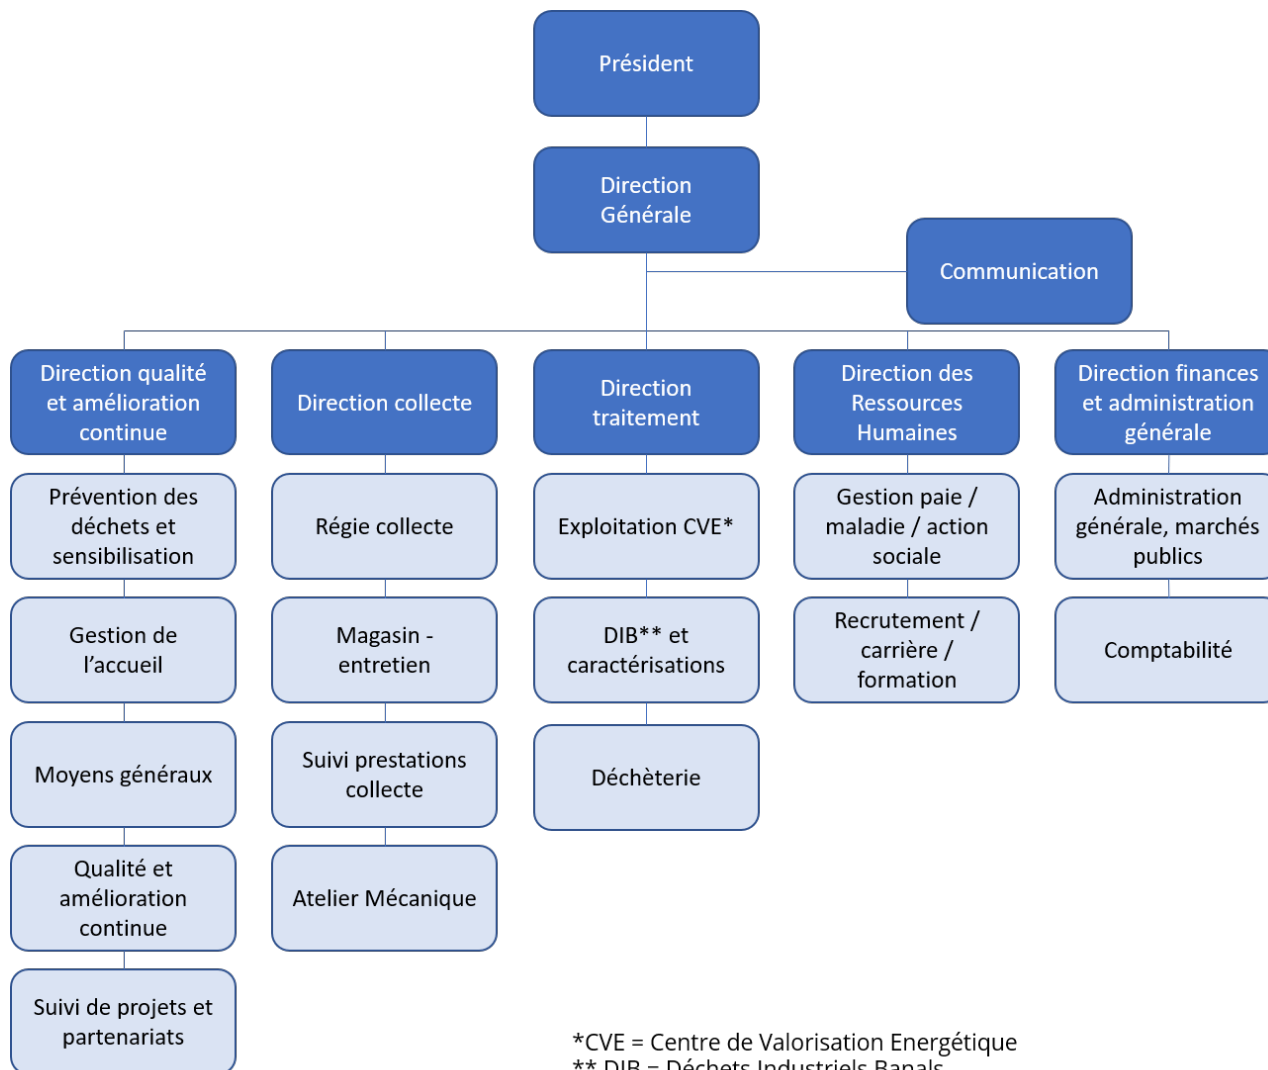 Président
Direction
Générale
Communication
Direction qualité
et amélioration
continue
Direction collecte
Direction
traitement
Direction des
Ressources
Humaines
Direction finances
et administration
générale
Prévention des
déchets et
sensibilisation
Régie collecte
Exploitation CVE*
Gestion paie /
maladie / action
sociale
Administration
générale, marchés
publics
Gestion de
l’accueil
Magasin -
entretien
DIB** et
caractérisations
Recrutement /
carrière /
formation
Comptabilité
Moyens généraux
Suivi prestations
collecte
Déchèterie
Qualité et
amélioration
continue
Atelier Mécanique
Suivi de projets et
partenariats
*CVE = Centre de Valorisation Energétique
** DIB = Déchets Industriels Banals